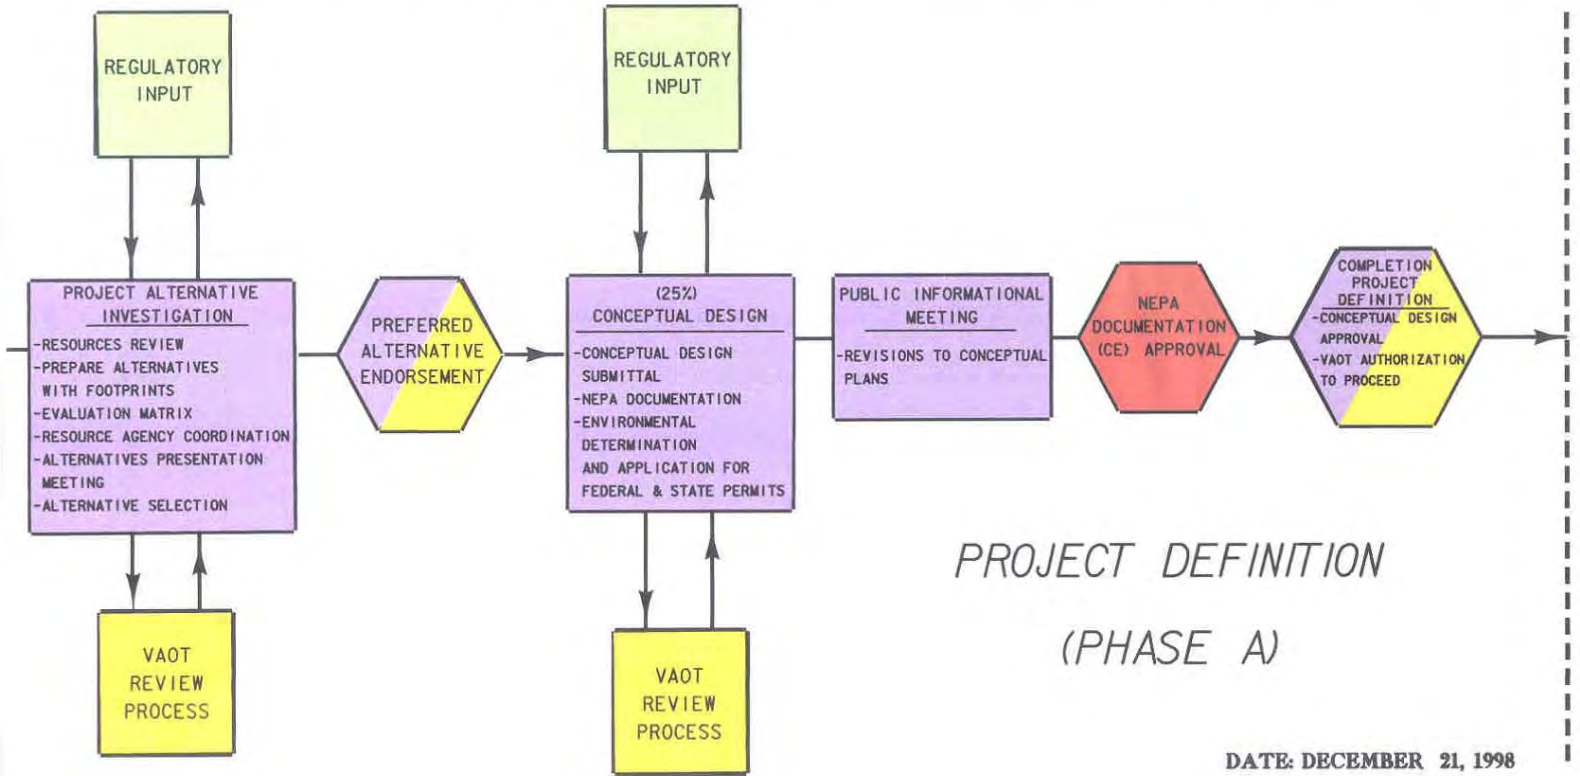 REGULATORY
INPUT
REGULATORY
INPUT
PROJECT ALTERNATIVE
INVESTIGATION
-RESOURCES REVIEW
-PREPARE ALTERNATIVES
WITH FOOTPRINTS
-EVALUATION MATRIX
-RESOURCE AGENCY COORDINATION
-ALTERNATIVES PRESENTATION
MEETING
-ALTERNATIVE SELECTION
PREFERRED
ALTERNATIVE
ENDORSEMENT
(25%)
CONCEPTUAL DESIGN
-CONCEPTUAL DESIGN
SUBMITTAL
-NEPA DOCUMENTATION
-ENVIRONMENTAL
DETERMINATION
AND APPLICATION FOR
FEDERAL & STATE PERMITS
PUBLIC INFORMATIONAL
MEETING
-REVISIONS TO CONCEPTUAL
PLANS
NEPA
DOCUMENTATION
(CE) APPROVAL
COMPLETION
PROJECT
DEFINITION
-CONCEPTUAL DESIGN
APPROVAL
-VAOT AUTHORIZATION
TO PROCEED
VAOT
REVIEW
PROCESS
VAOT
REVIEW
PROCESS
PROJECT DEFINITION
(PHASE A)
DATE: DECEMBER 21, 1998